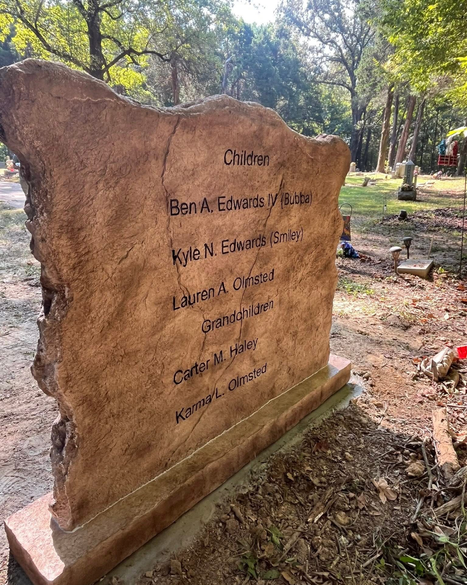 Children
Ben A. Edwards IV (Bubba)
Kyle N. Edwards (Smiley)
Lauren A. Olmsted
Grandchildren
Carter M. Haley
Karma L. Olmsted